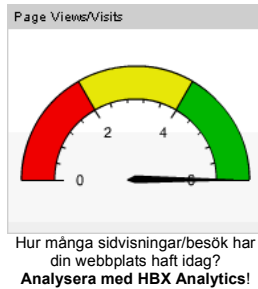 Page Views/Visits
2
4
0
6
Hur många sidvisningar/besök har
din webbplats haft idag?
Analysera med HBX Analytics!